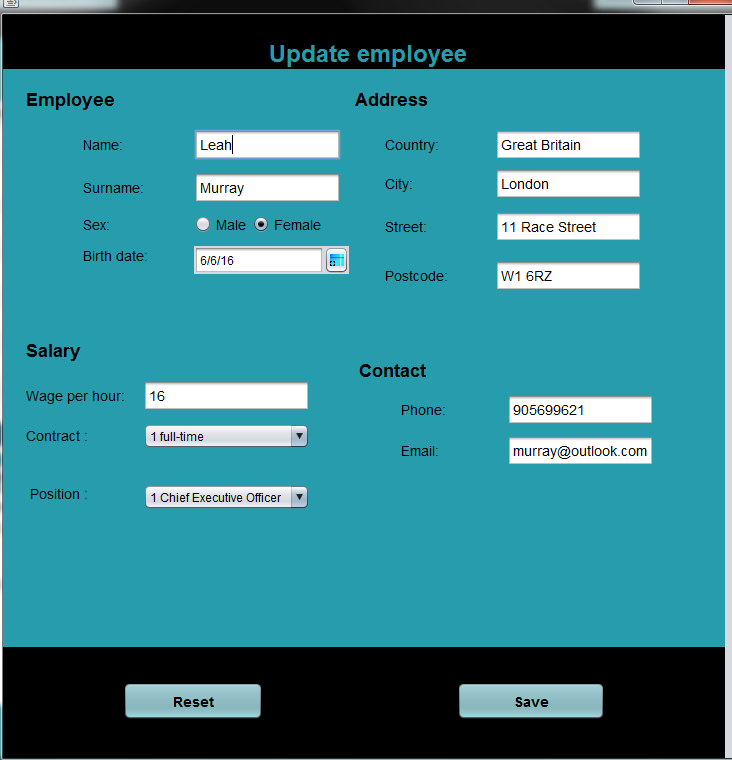 Update employee
Employee
Name: Leah
Surname: Murray
Sex: Male Female
Birth date: 6/6/16
Address
Country: Great Britain
City: London
Street: 11 Race Street
Postcode: W1 6RZ
Salary
Wage per hour: 16
Contract : 1 full-time
Position : 1 Chief Executive Officer
Contact
Phone: 905699621
Email: murray@outlook.com
Reset
Save